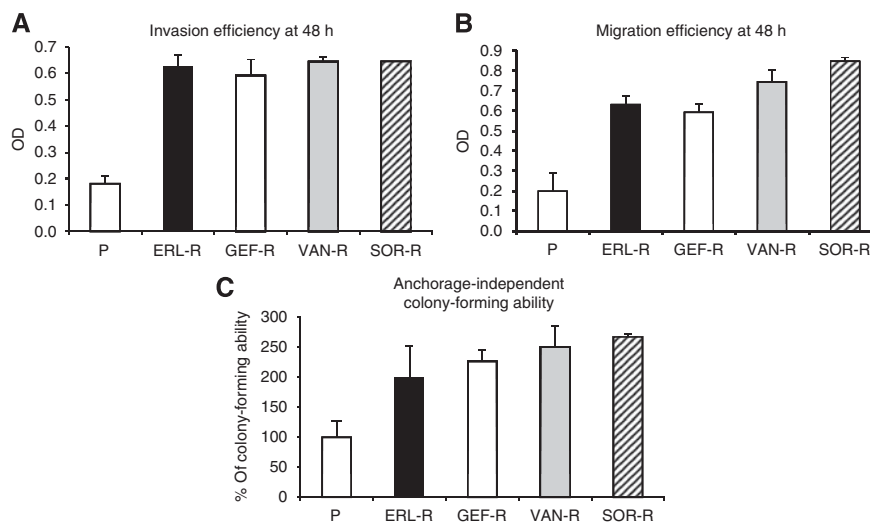 A
Invasion efficiency at 48 h
0.7
0.6
0.5
0.4
0.3
0.2
0.1
0.0
OD
P ERL-R GEF-R VAN-R SOR-R
B
Migration efficiency at 48 h
0.9
0.8
0.7
0.6
0.5
0.4
0.3
0.2
0.1
0.0
OD
P ERL-R GEF-R VAN-R SOR-R
C
Anchorage-independent
colony-forming ability
300
250
200
150
100
50
0
% Of colony-forming ability
P ERL-R GEF-R VAN-R SOR-R